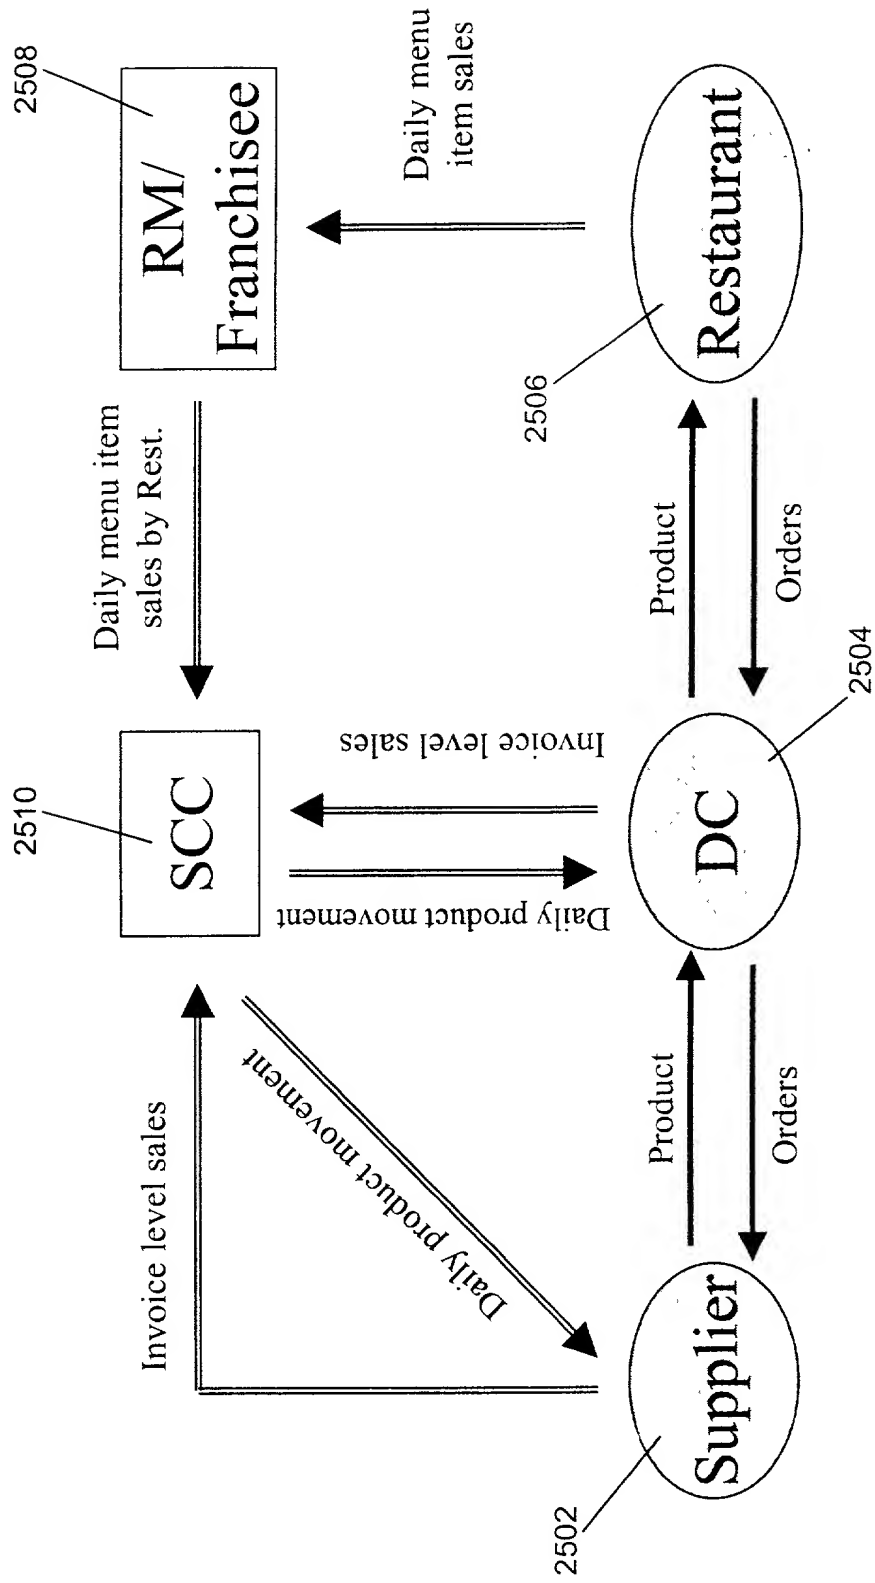 2510
2508
SCC
RM/
Franchisee
Invoice level sales
Daily menu item
sales by Rest.
Daily product movement
Daily product movement
Invoice level sales
Daily menu
item sales
2502
Supplier
Product
Orders
DC
2504
Product
Orders
2506
Restaurant